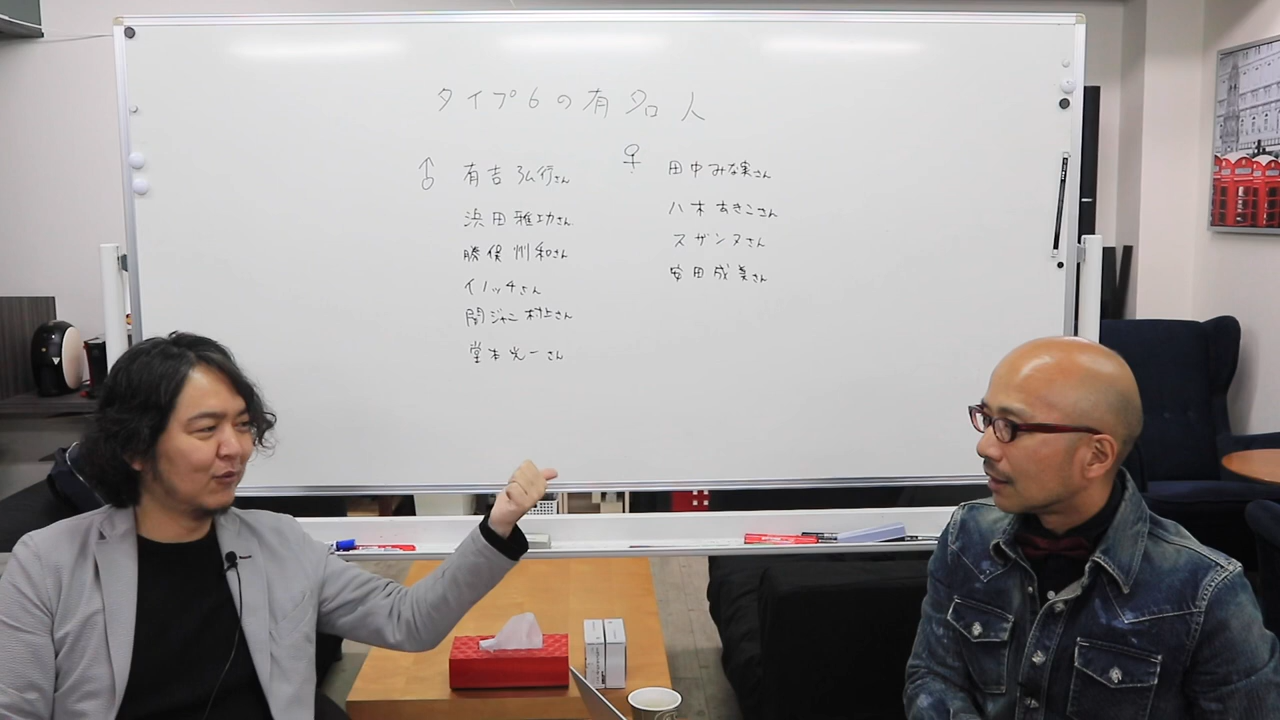 タイプ6の有名人
♂ 有吉弘行さん
浜田雅功さん
勝俣州和さん
イノッチさん
関ジャニ村上さん
堂本光一さん
♀ 田中みな実さん
八木あきこさん
スザンヌさん
安田成美さん